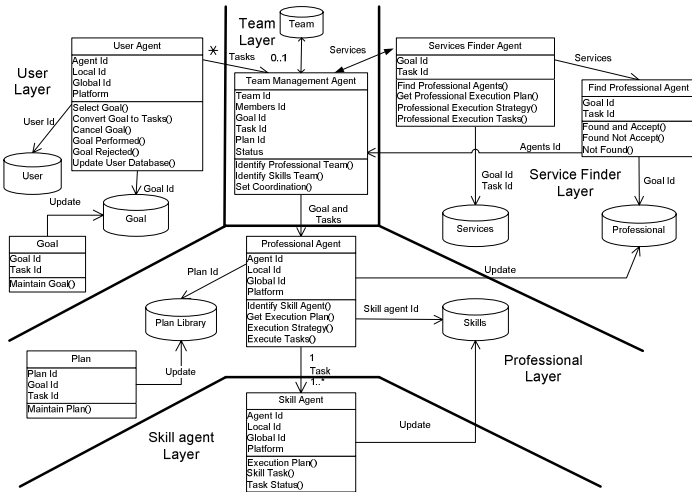 Team
Layer
Team
User
Layer
User Agent
Agent Id
Local Id
Global Id
Platform
Select Goal()
Convert Goal to Tasks()
Cancel Goal()
Goal Performed()
Goal Rejected()
Update User Database()
*
Tasks
0..1
Services
User Id
User
Goal Id
Goal
Update
Goal
Goal Id
Task Id
Maintain Goal()
Team Management Agent
Team Id
Members Id
Goal Id
Task Id
Plan Id
Status
Identify Professional Team()
Identify Skills Team()
Set Coordination()
Services Finder Agent
Goal Id
Task Id
Find Professional Agents()
Get Professional Execution Plan()
Professional Execution Strategy()
Professional Execution Tasks()
Services
Find Professional Agent
Goal Id
Task Id
Found and Accept()
Found Not Accept()
Not Found()
Agents Id
Goal Id
Task Id
Services
Service Finder
Layer
Goal Id
Professional
Goal and
Tasks
Professional Agent
Agent Id
Local Id
Global Id
Platform
Identify Skill Agent()
Get Execution Plan()
Execution Strategy()
Execute Tasks()
Plan Id
Plan Library
Update
Skill agent Id
Skills
Plan
Plan Id
Goal Id
Task Id
Maintain Plan()
Update
Professional
Layer
1
Task
1..*
Skill agent
Layer
Skill Agent
Agent Id
Local Id
Global Id
Platform
Execution Plan()
Skill Task()
Task Status()
Update